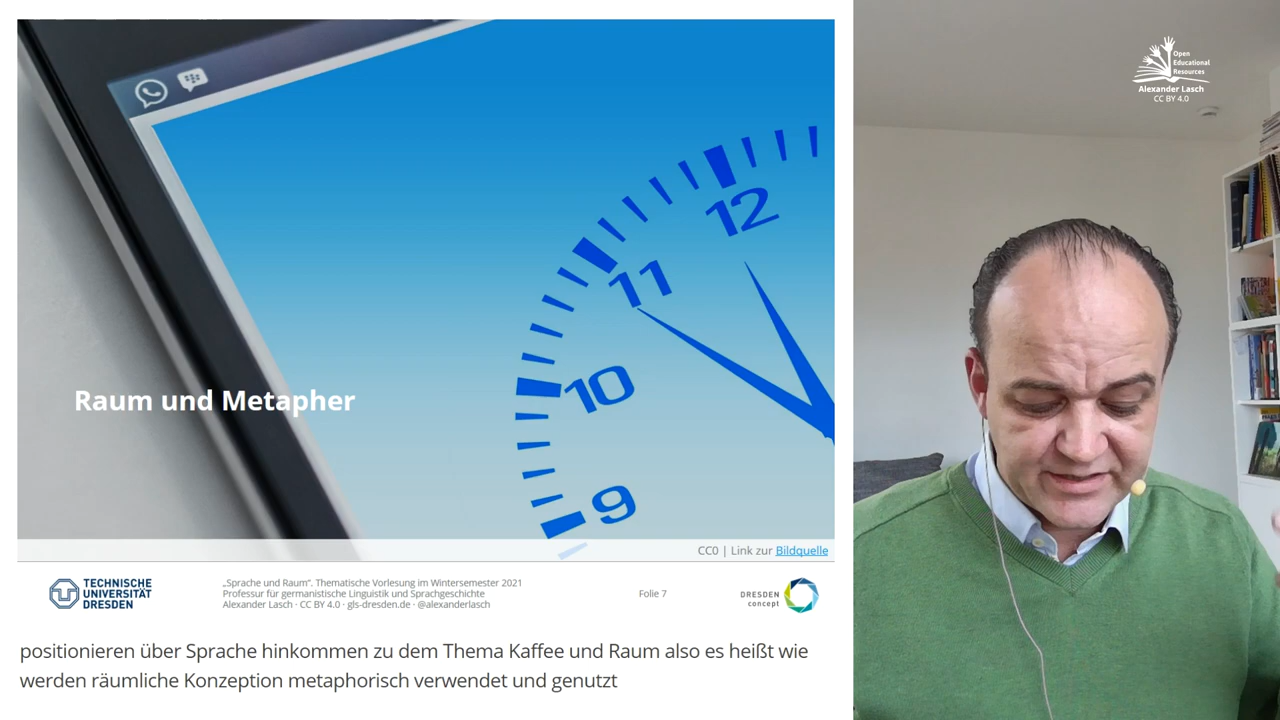 12
11
10
9
Raum und Metapher
CC0 | Link zur Bildquelle
TECHNISCHE
UNIVERSITÄT
DRESDEN
„Sprache und Raum“. Thematische Vorlesung im Wintersemester 2021
Professur für germanistische Linguistik und Sprachgeschichte
Alexander Lasch · CC BY 4.0 · gls-dresden.de · @alexanderlasch
Folie 7
DRESDEN
concept
positionieren über Sprache hinkommen zu dem Thema Kaffee und Raum also es heißt wie
werden räumliche Konzeption metaphorisch verwendet und genutzt
Open
Educational
Resources
Alexander Lasch
CC BY 4.0